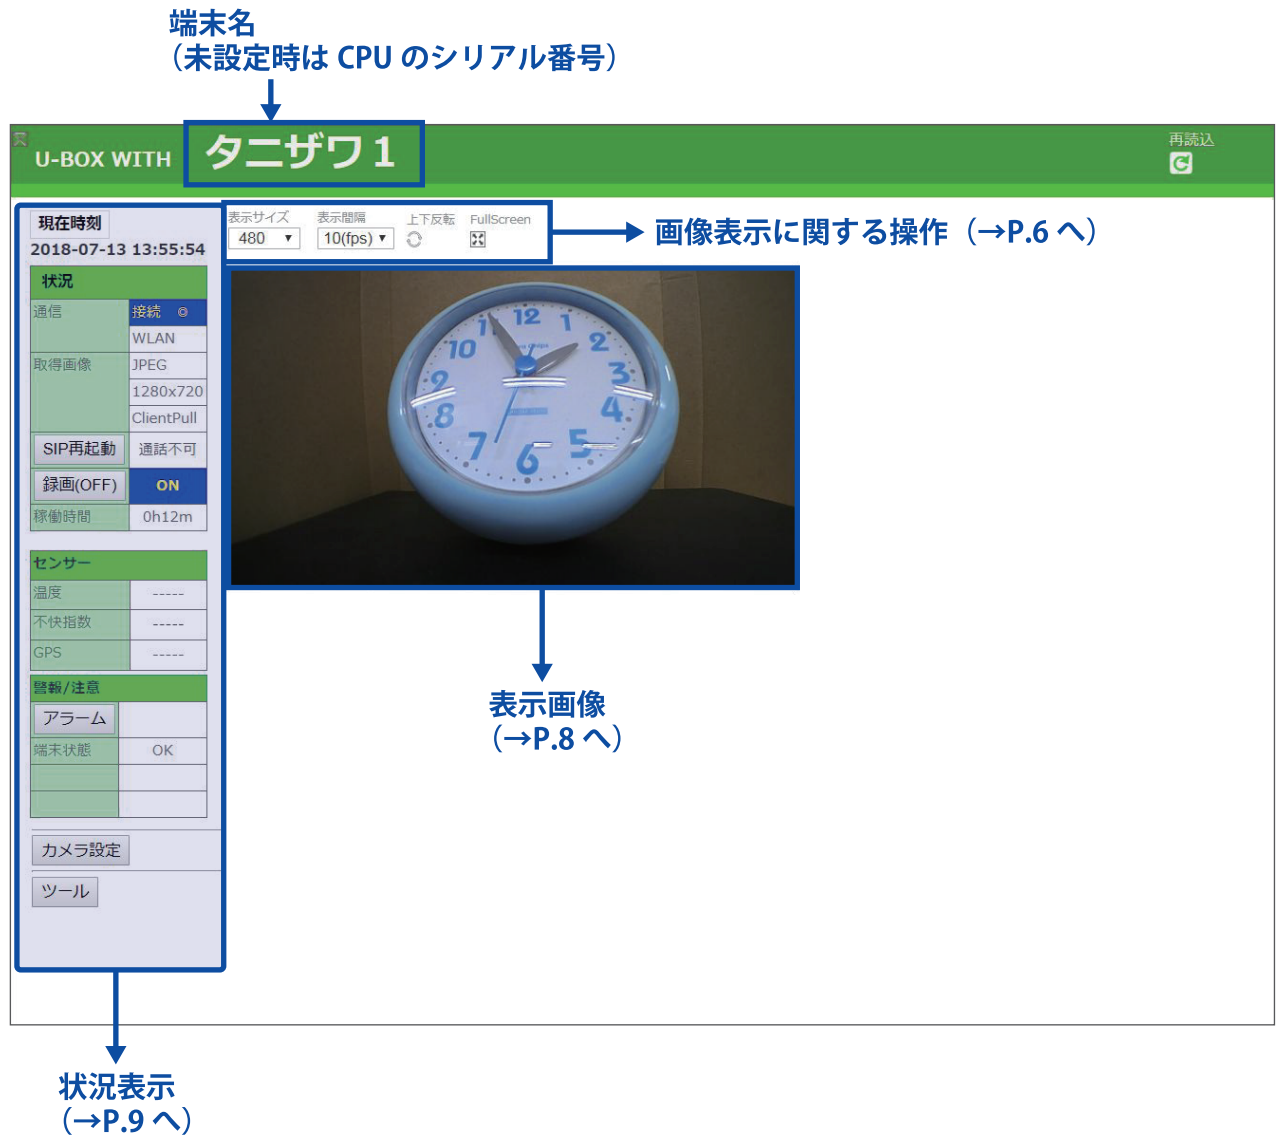 端末名
（未設定時は CPU のシリアル番号）
U-BOX WITH タニザワ１
再読込
現在時刻
2018-07-13 13:55:54
表示サイズ 表示間隔 上下反転 FullScreen
480 10(fps)
画像表示に関する操作（→P.6 へ）
状況
通信 接続 ◎
WLAN
取得画像 JPEG
1280x720
ClientPull
SIP再起動 通話不可
録画(OFF) ON
稼働時間 0h12m
センサー
温度 -----
不快指数 -----
GPS -----
警報/注意
アラーム
端末状態 OK
カメラ設定
ツール
12
11 1
10 2
9 3
8 4
7 5
6
表示画像
（→P.8 へ）
状況表示
（→P.9 へ）